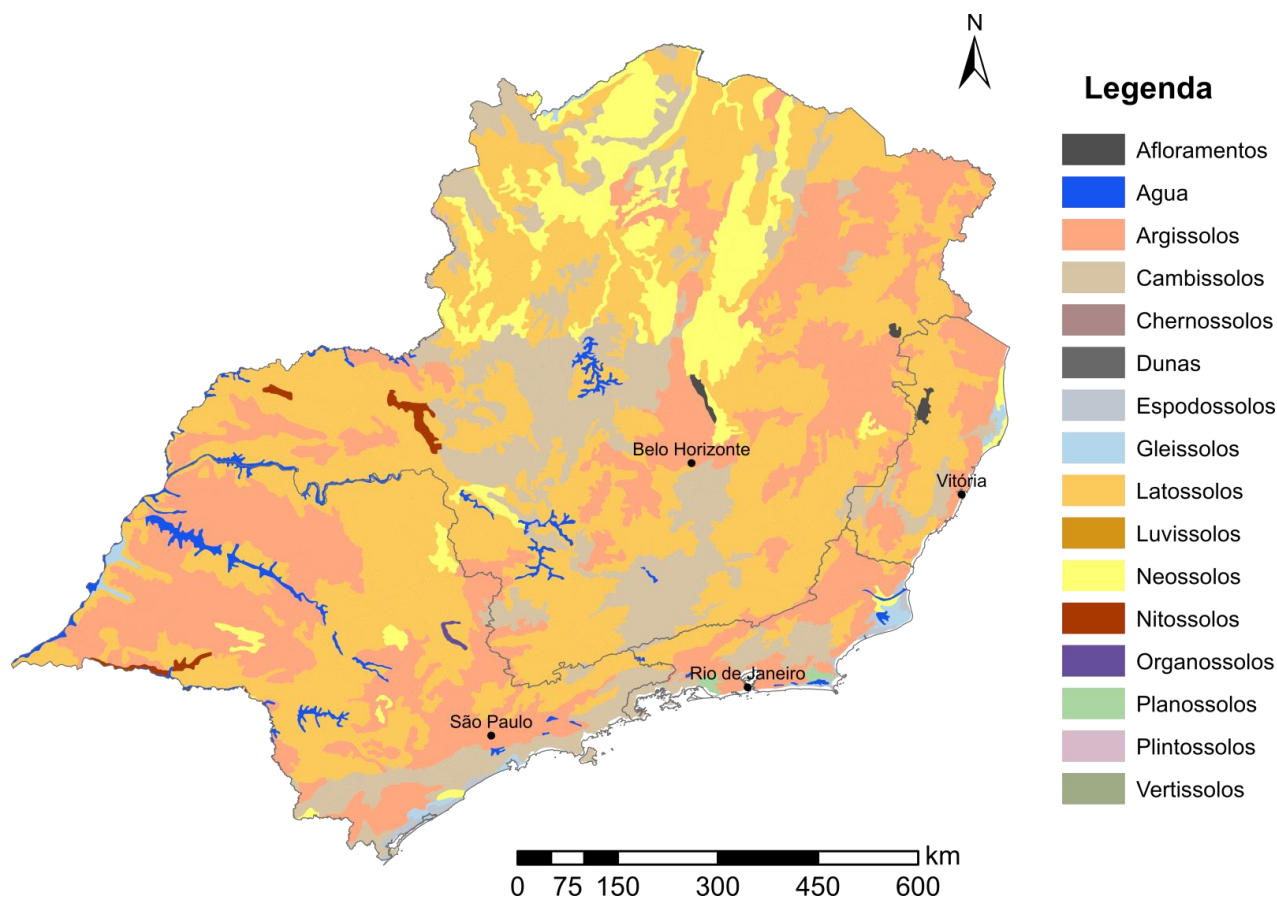 N
Legenda
Afloramentos
Agua
Argissolos
Cambissolos
Chernossolos
Dunas
Espodossolos
Gleissolos
Latossolos
Luvissolos
Neossolos
Nitossolos
Organossolos
Planossolos
Plintossolos
Vertissolos
Belo Horizonte
Vitória
Rio de Janeiro
São Paulo
km
0 75 150 300 450 600